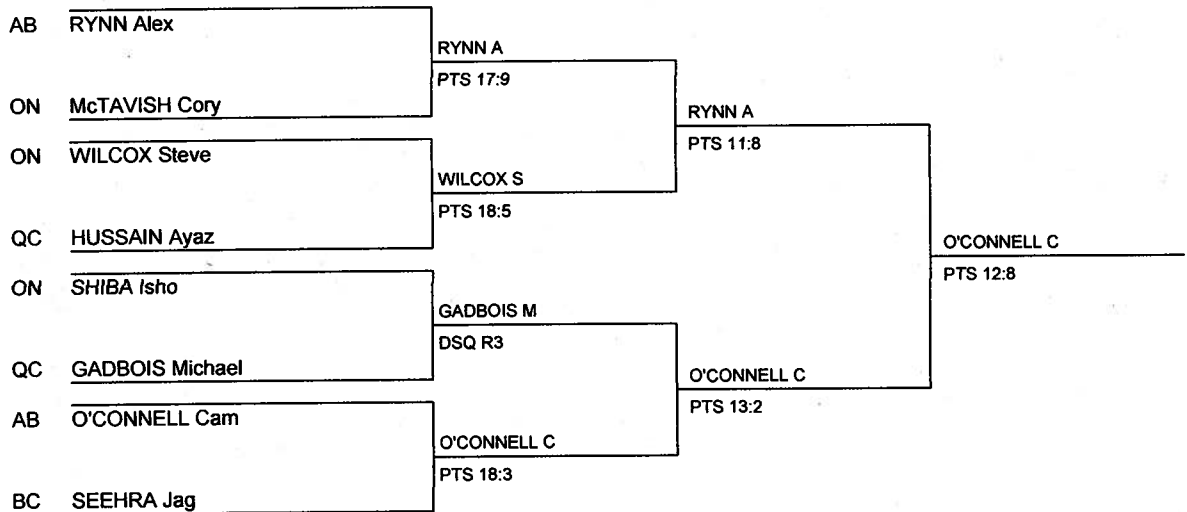 AB RYNN Alex
RYNN A
PTS 17:9
ON McTAVISH Cory
RYNN A
PTS 11:8
ON WILCOX Steve
WILCOX S
PTS 18:5
QC HUSSAIN Ayaz
O'CONNELL C
PTS 12:8
ON SHIBA Isho
GADBOIS M
DSQ R3
QC GADBOIS Michael
O'CONNELL C
PTS 13:2
AB O'CONNELL Cam
O'CONNELL C
PTS 18:3
BC SEEHRA Jag